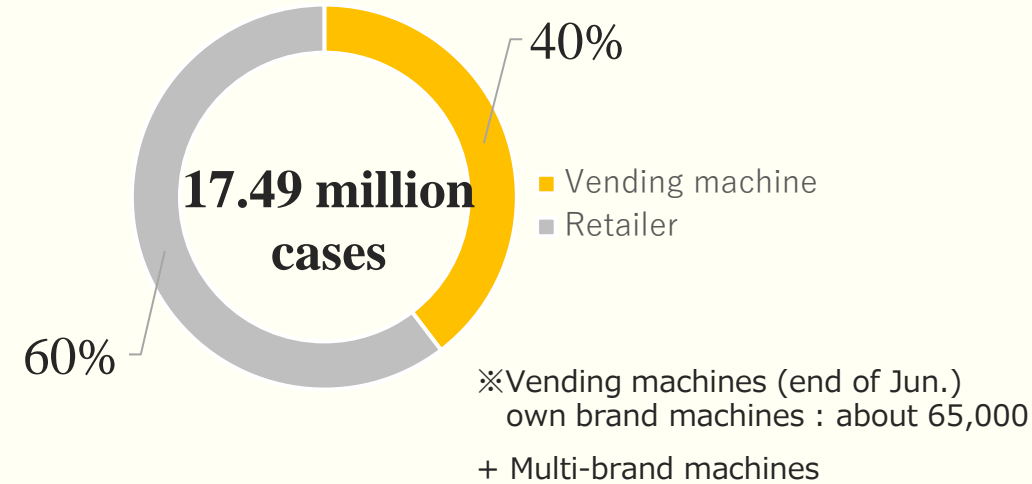 40%
17.49 million
cases
Vending machine
Retailer
60%
※Vending machines (end of Jun.)
own brand machines : about 65,000
+ Multi-brand machines